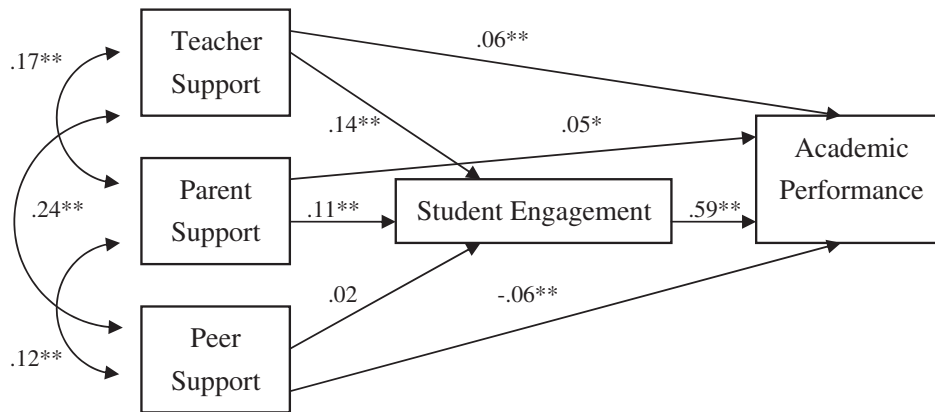 Teacher
Support
.06**
.17**
.14**
.05*
Academic
Performance
Parent
Support
.24**
.11**
Student Engagement
.59**
.02
-.06**
Peer
Support
.12**